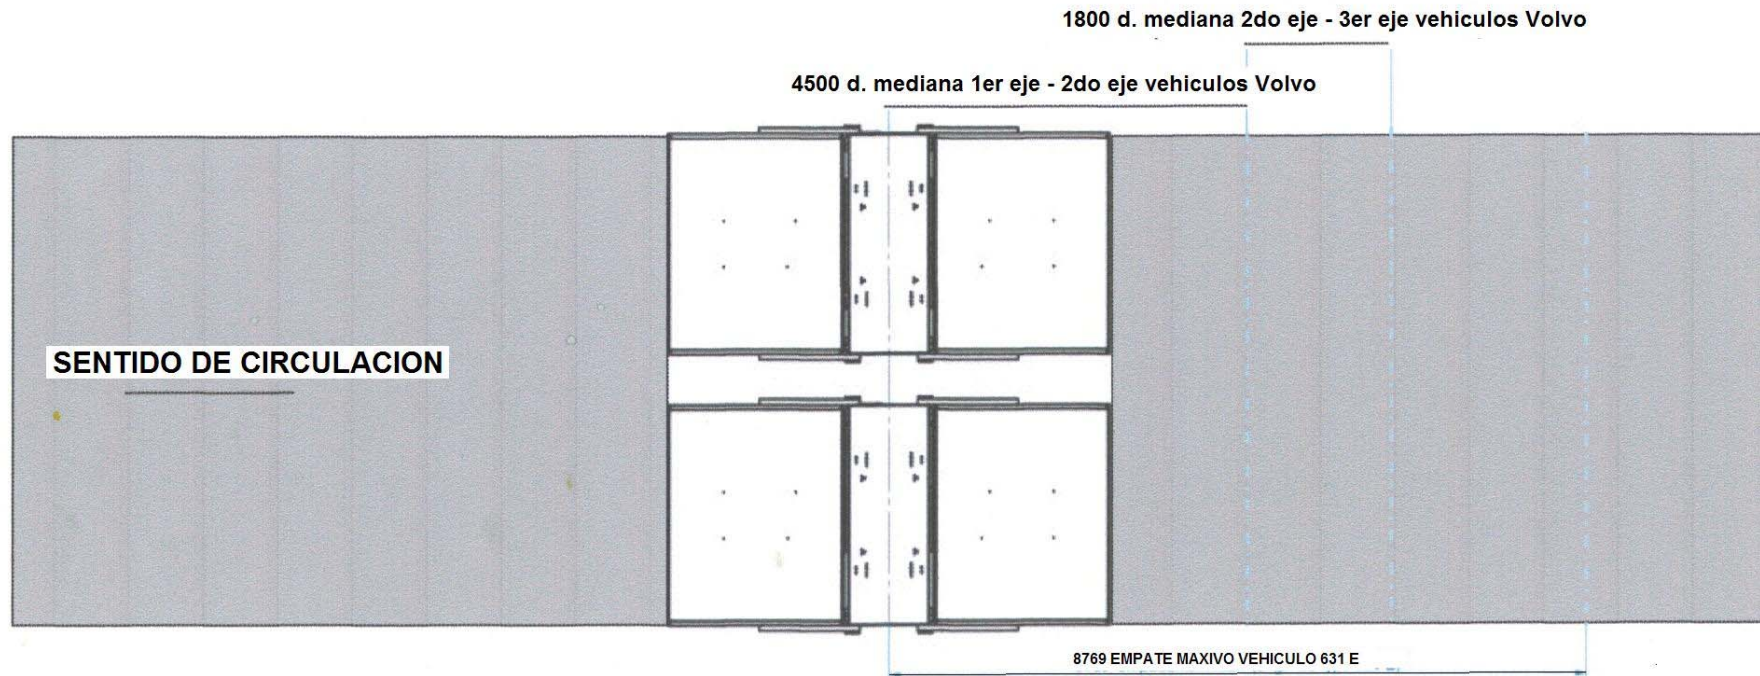 1800 d. mediana 2do eje - 3er eje vehiculos Volvo
4500 d. mediana 1er eje - 2do eje vehiculos Volvo
SENTIDO DE CIRCULACION
8769 EMPATE MAXIVO VEHICULO 631 E